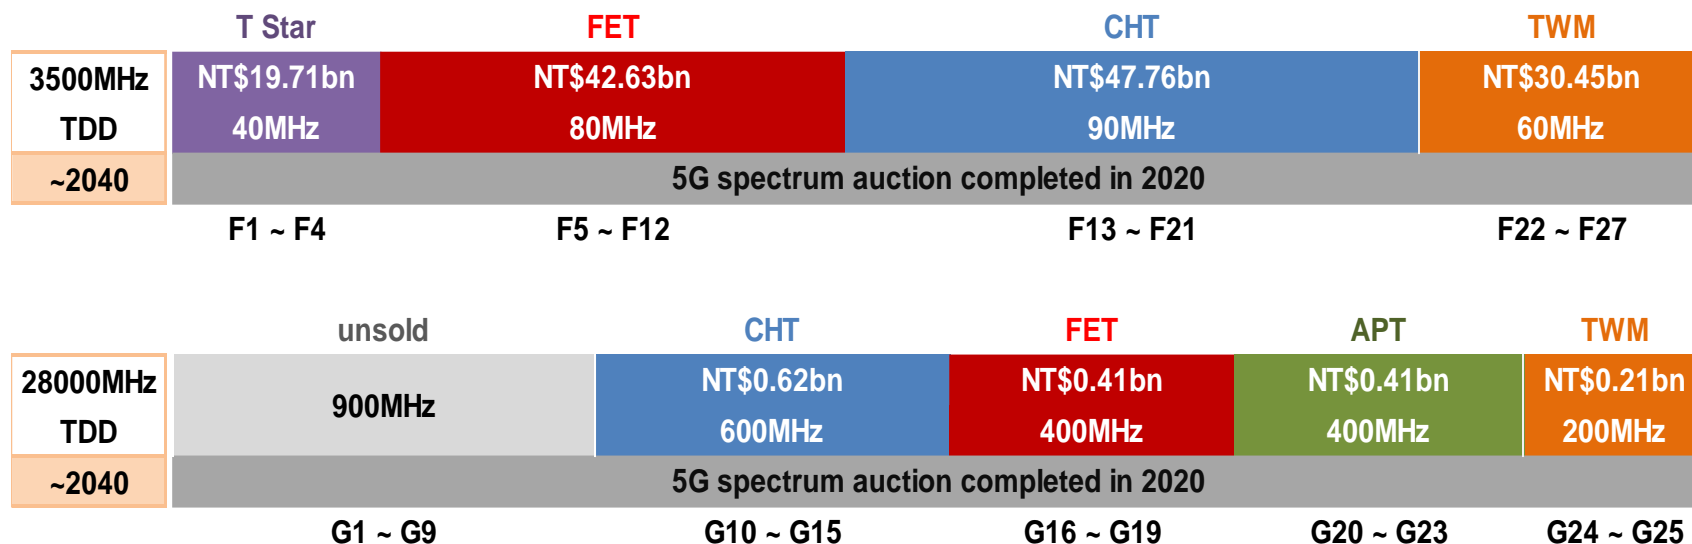 T Star FET CHT TWM
3500MHz TDD NT$19.71bn 40MHz NT$42.63bn 80MHz NT$47.76bn 90MHz NT$30.45bn 60MHz
~2040 5G spectrum auction completed in 2020
F1 ~ F4 F5 ~ F12 F13 ~ F21 F22 ~ F27
unsold CHT FET APT TWM
28000MHz TDD 900MHz NT$0.62bn 600MHz NT$0.41bn 400MHz NT$0.41bn 400MHz NT$0.21bn 200MHz
~2040 5G spectrum auction completed in 2020
G1 ~ G9 G10 ~ G15 G16 ~ G19 G20 ~ G23 G24 ~ G25